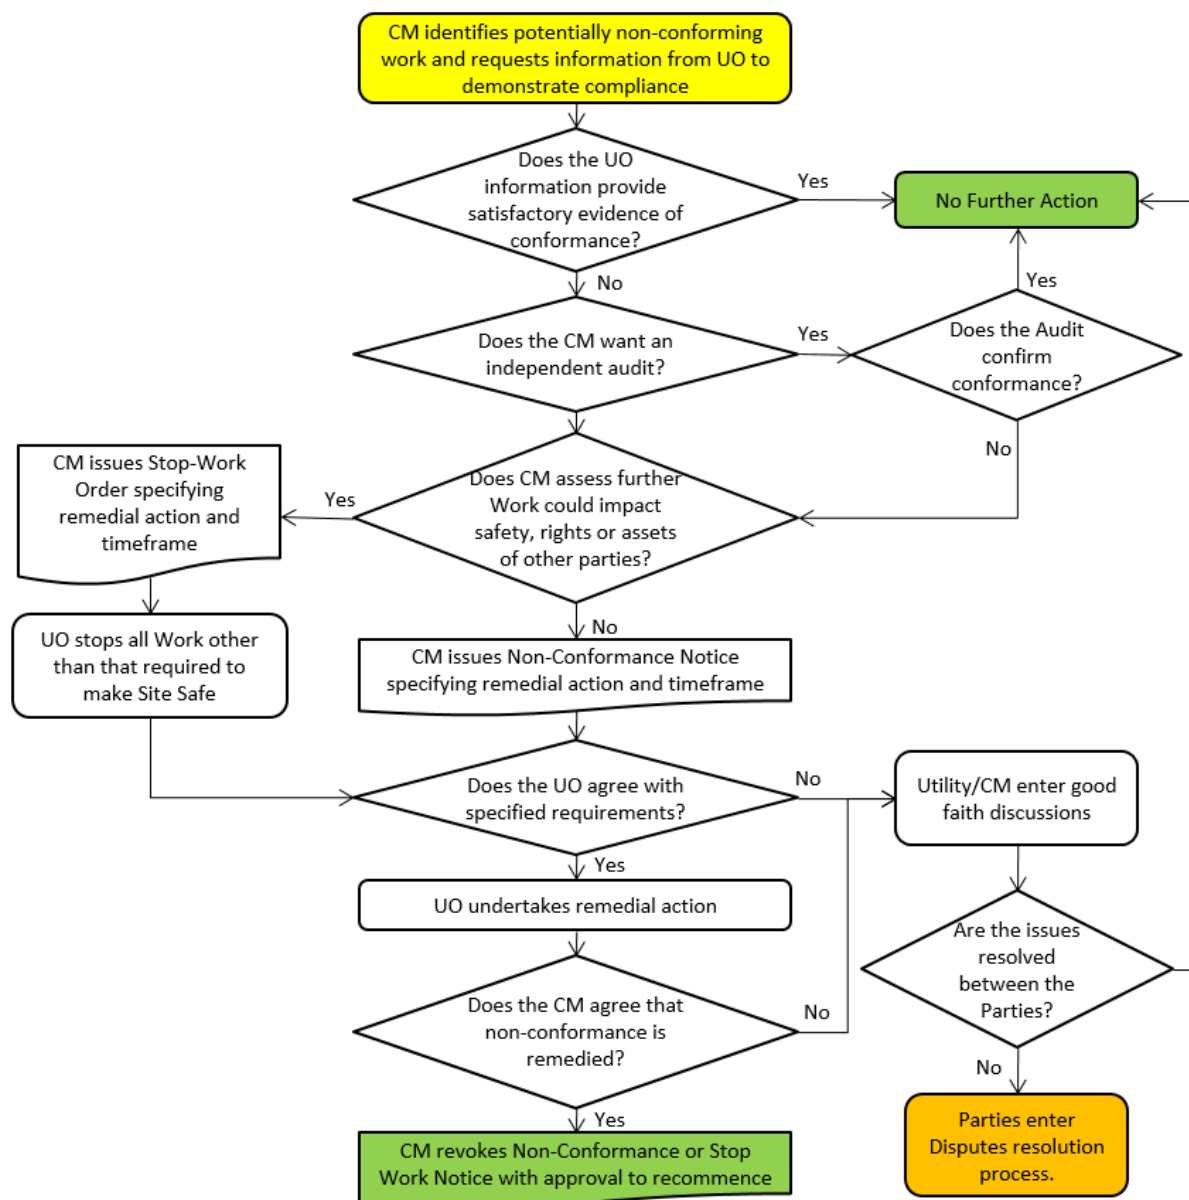 CM identifies potentially non-conforming
work and requests information from UO to
demonstrate compliance
Does the UO
information provide
satisfactory evidence of
conformance?
Yes
No Further Action
No
Does the CM want an
independent audit?
Yes
Does the Audit
confirm
conformance?
Yes
No
Does CM assess further
Work could impact
safety, rights or assets
of other parties?
Yes
CM issues Stop-Work
Order specifying
remedial action and
timeframe
UO stops all Work other
than that required to
make Site Safe
No
CM issues Non-Conformance Notice
specifying remedial action and timeframe
Does the UO agree with
specified requirements?
No
Utility/CM enter good
faith discussions
Yes
UO undertakes remedial action
Are the issues
resolved
between the
Parties?
Does the CM agree that
non-conformance is
remedied?
No
No
Parties enter
Disputes resolution
process.
Yes
CM revokes Non-Conformance or Stop
Work Notice with approval to recommence